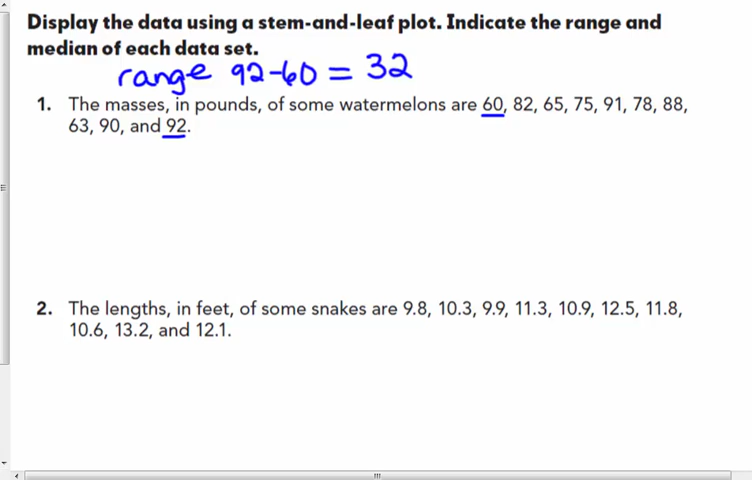 Display the data using a stem-and-leaf plot. Indicate the range and
median of each data set.
range 92-60 = 32
1. The masses, in pounds, of some watermelons are 60, 82, 65, 75, 91, 78, 88,
63, 90, and 92.
2. The lengths, in feet, of some snakes are 9.8, 10.3, 9.9, 11.3, 10.9, 12.5, 11.8,
10.6, 13.2, and 12.1.